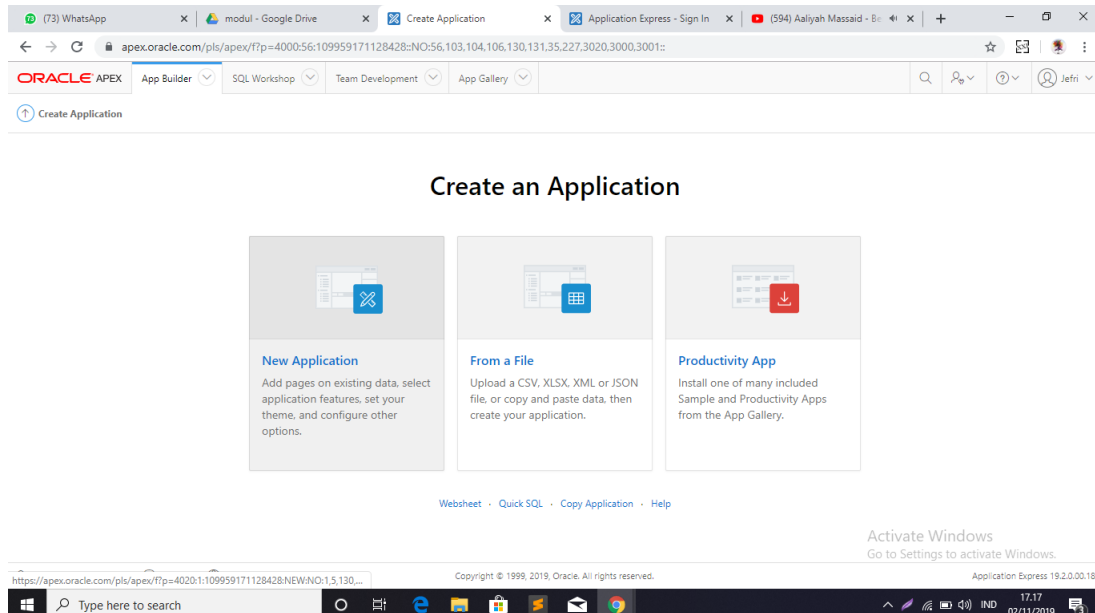 (73) WhatsApp
modul - Google Drive
Create Application
Application Express - Sign In
(594) Aaliyah Massaid - Be
apex.oracle.com/pls/apex/f?p=4000:56:109959171128428::NO:56,103,104,106,130,131,35,227,3020,3000,3001::
ORACLE APEX App Builder SQL Workshop Team Development App Gallery Jefri
Create Application
Create an Application
New Application
Add pages on existing data, select
application features, set your
theme, and configure other
options.
From a File
Upload a CSV, XLSX, XML or JSON
file, or copy and paste data, then
create your application.
Productivity App
Install one of many included
Sample and Productivity Apps
from the App Gallery.
Websheet · Quick SQL · Copy Application · Help
Activate Windows
Go to Settings to activate Windows.
https://apex.oracle.com/pls/apex/f?p=4020:1:109959171128428:NEW:NO:1,5,130,...
Copyright © 1999, 2019, Oracle. All rights reserved.
Application Express 19.2.0.00.18
Type here to search
IND
17.17
02/11/2019